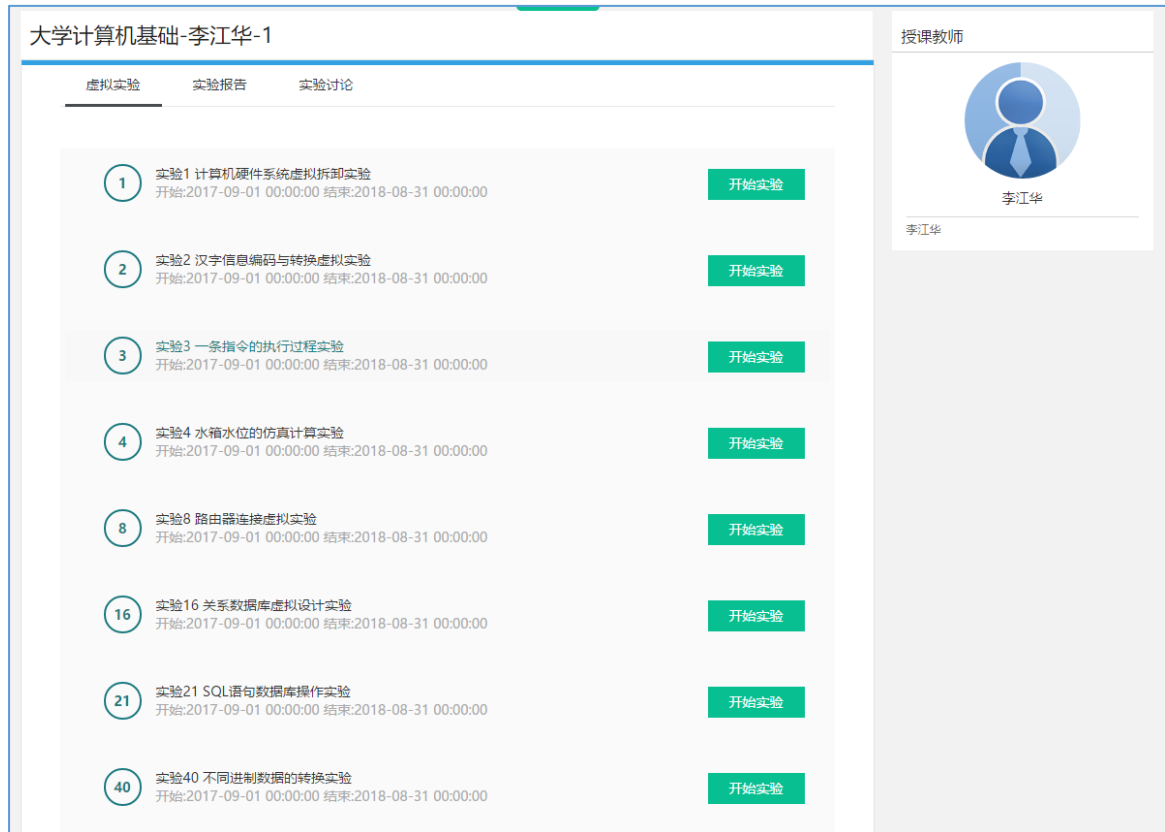 大学计算机基础-李江华-1
虚拟实验
实验报告
实验讨论
1
实验1 计算机硬件系统虚拟拆卸实验
开始:2017-09-01 00:00:00 结束:2018-08-31 00:00:00
开始实验
2
实验2 汉字信息编码与转换虚拟实验
开始:2017-09-01 00:00:00 结束:2018-08-31 00:00:00
开始实验
3
实验3 一条指令的执行过程实验
开始:2017-09-01 00:00:00 结束:2018-08-31 00:00:00
开始实验
4
实验4 水箱水位的仿真计算实验
开始:2017-09-01 00:00:00 结束:2018-08-31 00:00:00
开始实验
8
实验8 路由器连接虚拟实验
开始:2017-09-01 00:00:00 结束:2018-08-31 00:00:00
开始实验
16
实验16 关系数据库虚拟设计实验
开始:2017-09-01 00:00:00 结束:2018-08-31 00:00:00
开始实验
21
实验21 SQL语句数据库操作实验
开始:2017-09-01 00:00:00 结束:2018-08-31 00:00:00
开始实验
40
实验40 不同进制数据的转换实验
开始:2017-09-01 00:00:00 结束:2018-08-31 00:00:00
开始实验
授课教师
李江华
李江华